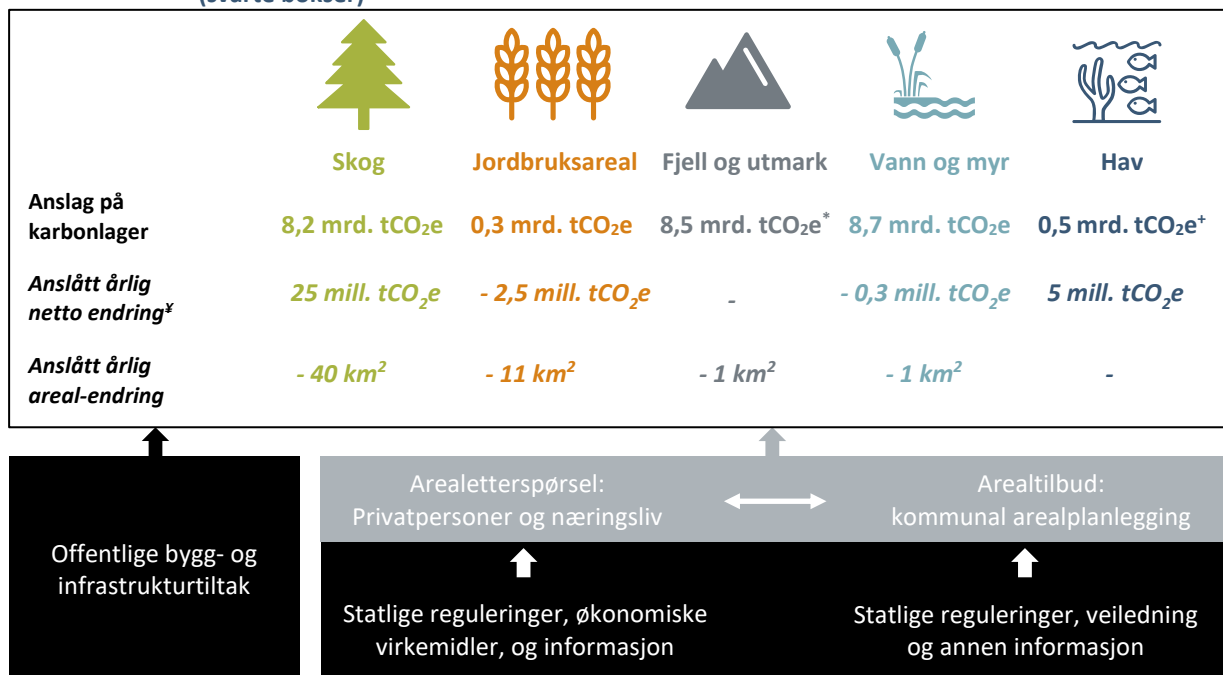 (svarte bokser)
Skog
Jordbruksareal
Fjell og utmark
Vann og myr
Hav
Anslag på
karbonlager
8,2 mrd. tCO₂e
0,3 mrd. tCO₂e
8,5 mrd. tCO₂e*
8,7 mrd. tCO₂e
0,5 mrd. tCO₂e⁺
Anslått årlig
netto endring¥
25 mill. tCO₂e
- 2,5 mill. tCO₂e
-
- 0,3 mill. tCO₂e
5 mill. tCO₂e
Anslått årlig
areal-endring
- 40 km²
- 11 km²
- 1 km²
- 1 km²
-
Offentlige bygg- og
infrastrukturtiltak
Arealetterspørsel:
Privatpersoner og næringsliv
Arealtilbud:
kommunal arealplanlegging
Statlige reguleringer, økonomiske
virkemidler, og informasjon
Statlige reguleringer, veiledning
og annen informasjon